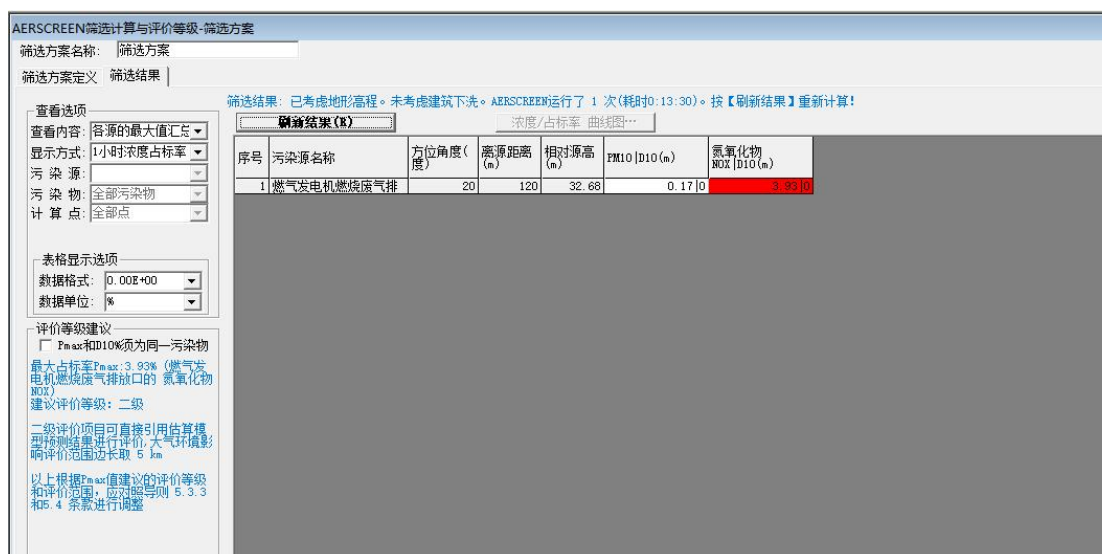 AERSCREEN筛选计算与评价等级-筛选方案
筛选方案名称: 筛选方案
筛选方案定义 筛选结果
筛选结果: 已考虑地形高程。未考虑建筑下洗。AERSCREEN运行了 1 次(耗时0:13:30)。按【刷新结果】重新计算!
查看选项
查看内容: 各源的最大值汇总
显示方式: 1小时浓度占标率
污 染 源:
污 染 物: 全部污染物
计 算 点: 全部点
刷新结果(R)
浓度/占标率 曲线图…
序号 污染源名称 方位角度(度) 离源距离(m) 相对源高(m) PM10|D10(m) 氮氧化物NOX|D10(m)
1 燃气发电机燃烧废气排 20 120 32.68 0.17|0 3.93|0
表格显示选项
数据格式: 0.00E+00
数据单位: %
评价等级建议
Pmax和D10%须为同一污染物
最大占标率Pmax:3.93% (燃气发
电机燃烧废气排放口的 氮氧化物
NOX)
建议评价等级: 二级
二级评价项目可直接引用估算模
型预测结果进行评价,大气环境影
响评价范围边长取 5 km
以上根据Pmax值建议的评价等级
和评价范围, 应对照导则 5.3.3
和5.4 条款进行调整